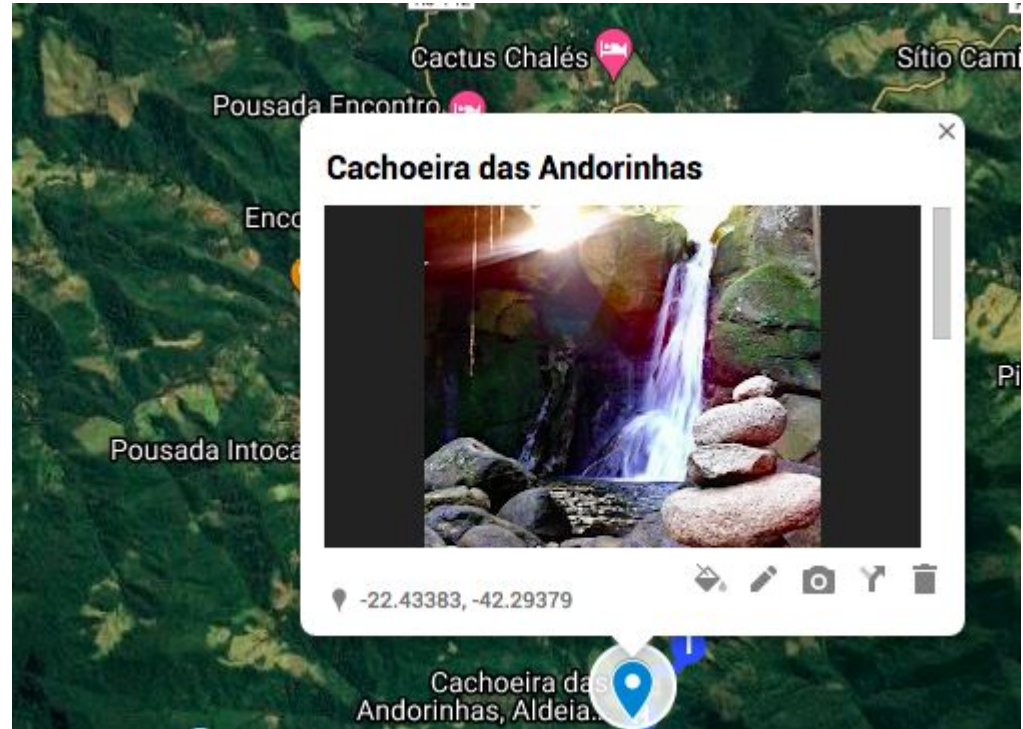 Cactus Chalés
Sítio Cami
Pousada Encontro
Cachoeira das Andorinhas
Enco
Pi
Pousada Intoca
-22.43383, -42.29379
Cachoeira das
Andorinhas, Aldeia...